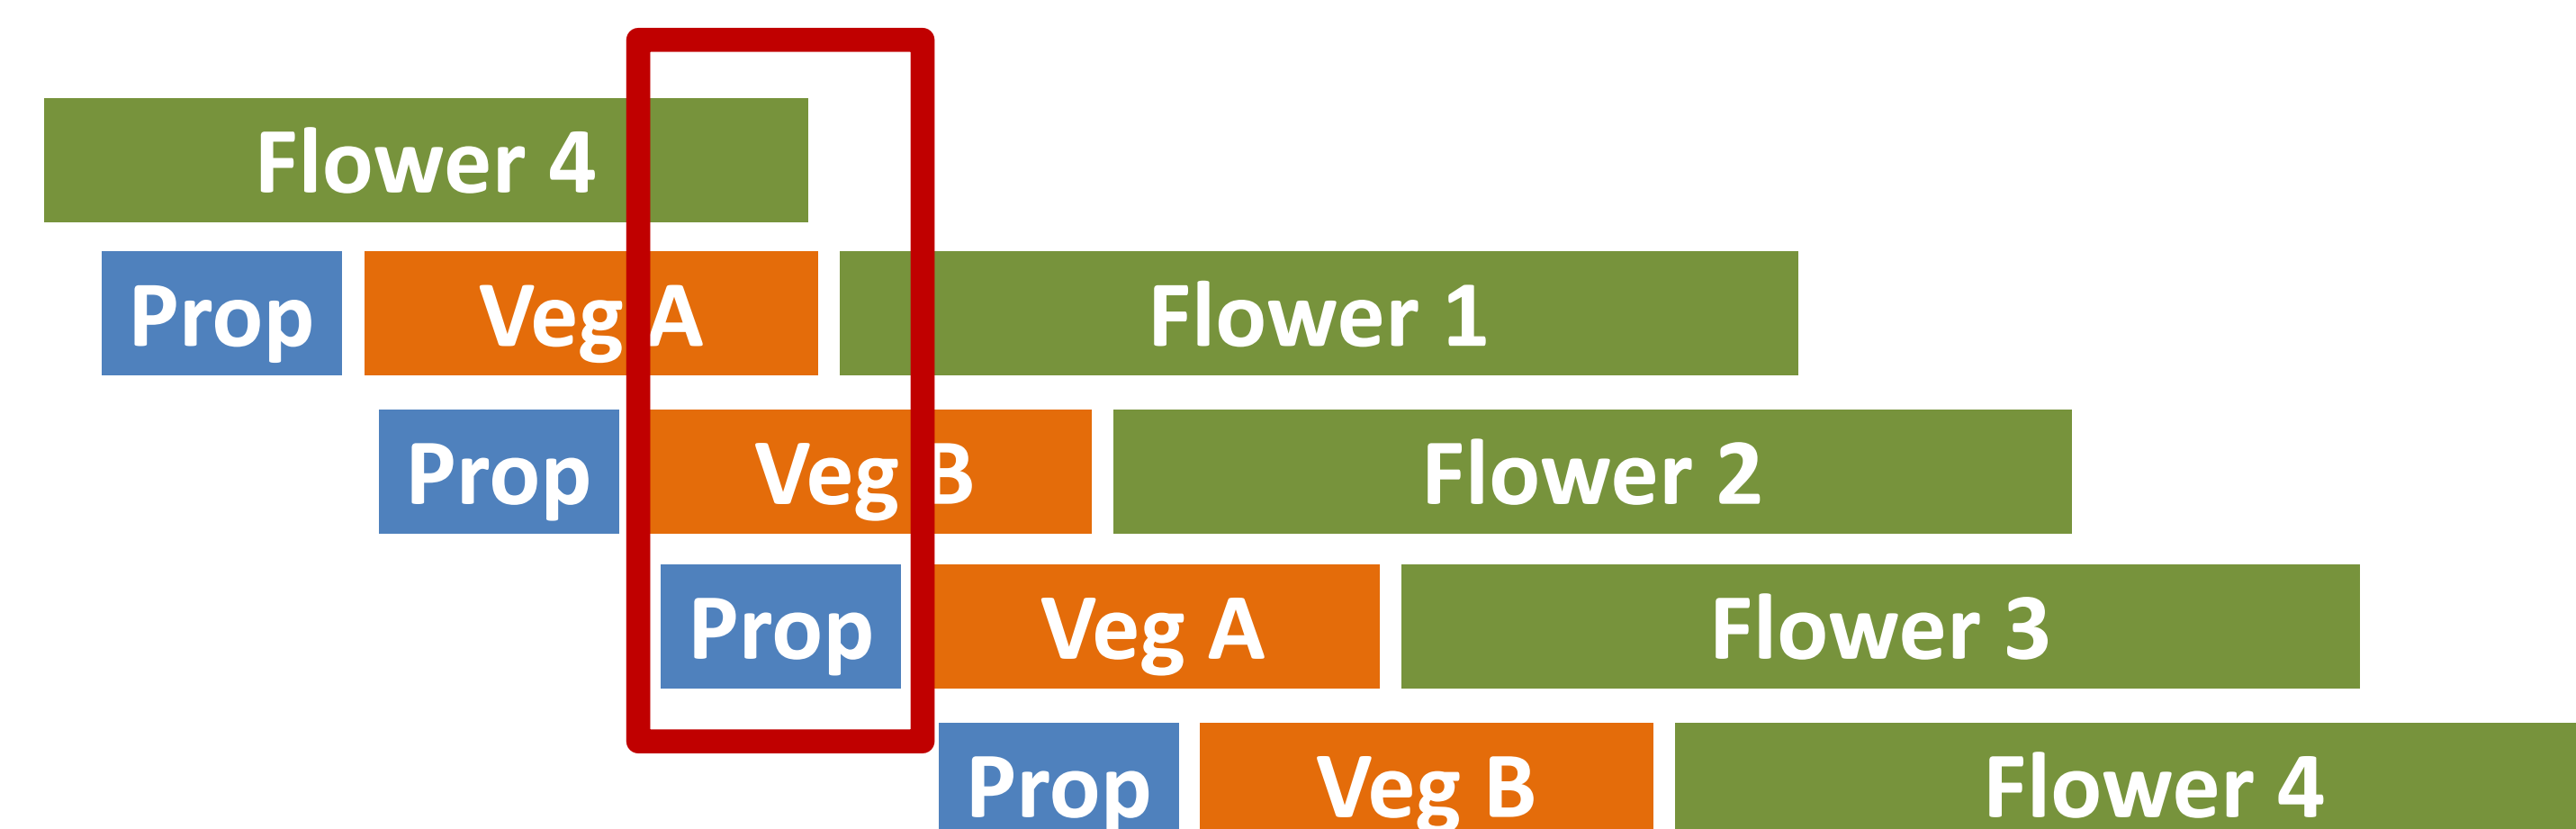 Flower 4
Prop Veg A Flower 1
Prop Veg B Flower 2
Prop Veg A Flower 3
Prop Veg B Flower 4